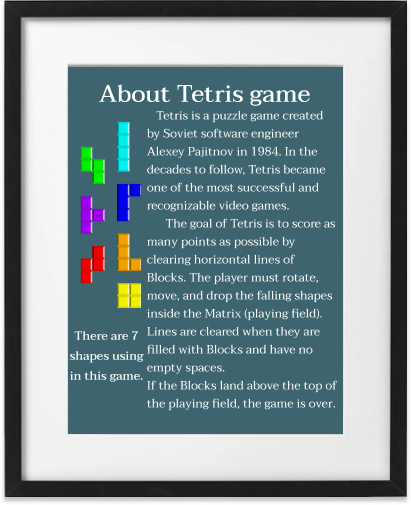 About Tetris game
Tetris is a puzzle game created
by Soviet software engineer
Alexey Pajitnov in 1984. In the
decades to follow, Tetris became
one of the most successful and
recognizable video games.
The goal of Tetris is to score as
many points as possible by
clearing horizontal lines of
Blocks. The player must rotate,
move, and drop the falling shapes
inside the Matrix (playing field).
Lines are cleared when they are
filled with Blocks and have no
empty spaces.
If the Blocks land above the top of
the playing field, the game is over.
There are 7
shapes using
in this game.